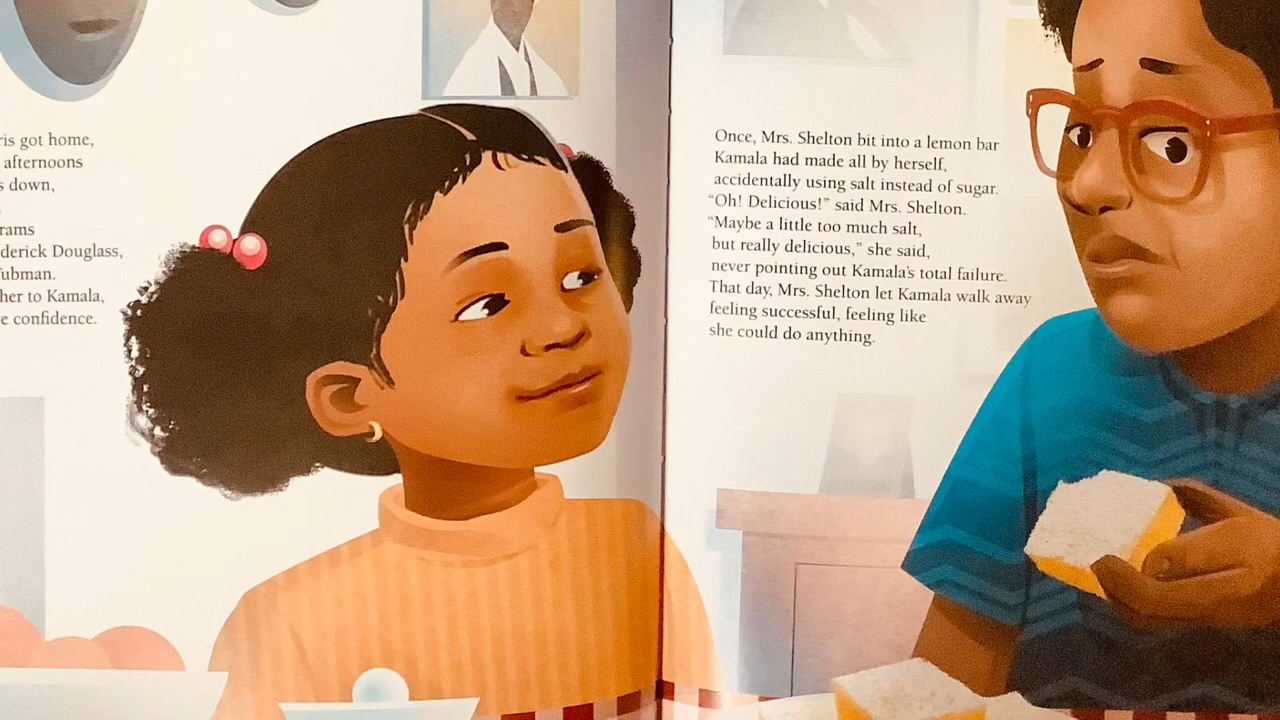 ris got home,
afternoons
s down,
rams
derick Douglass,
Tubman.
her to Kamala,
e confidence.
Once, Mrs. Shelton bit into a lemon bar
Kamala had made all by herself,
accidentally using salt instead of sugar.
“Oh! Delicious!” said Mrs. Shelton.
“Maybe a little too much salt,
but really delicious,” she said,
never pointing out Kamala’s total failure.
That day, Mrs. Shelton let Kamala walk away
feeling successful, feeling like
she could do anything.